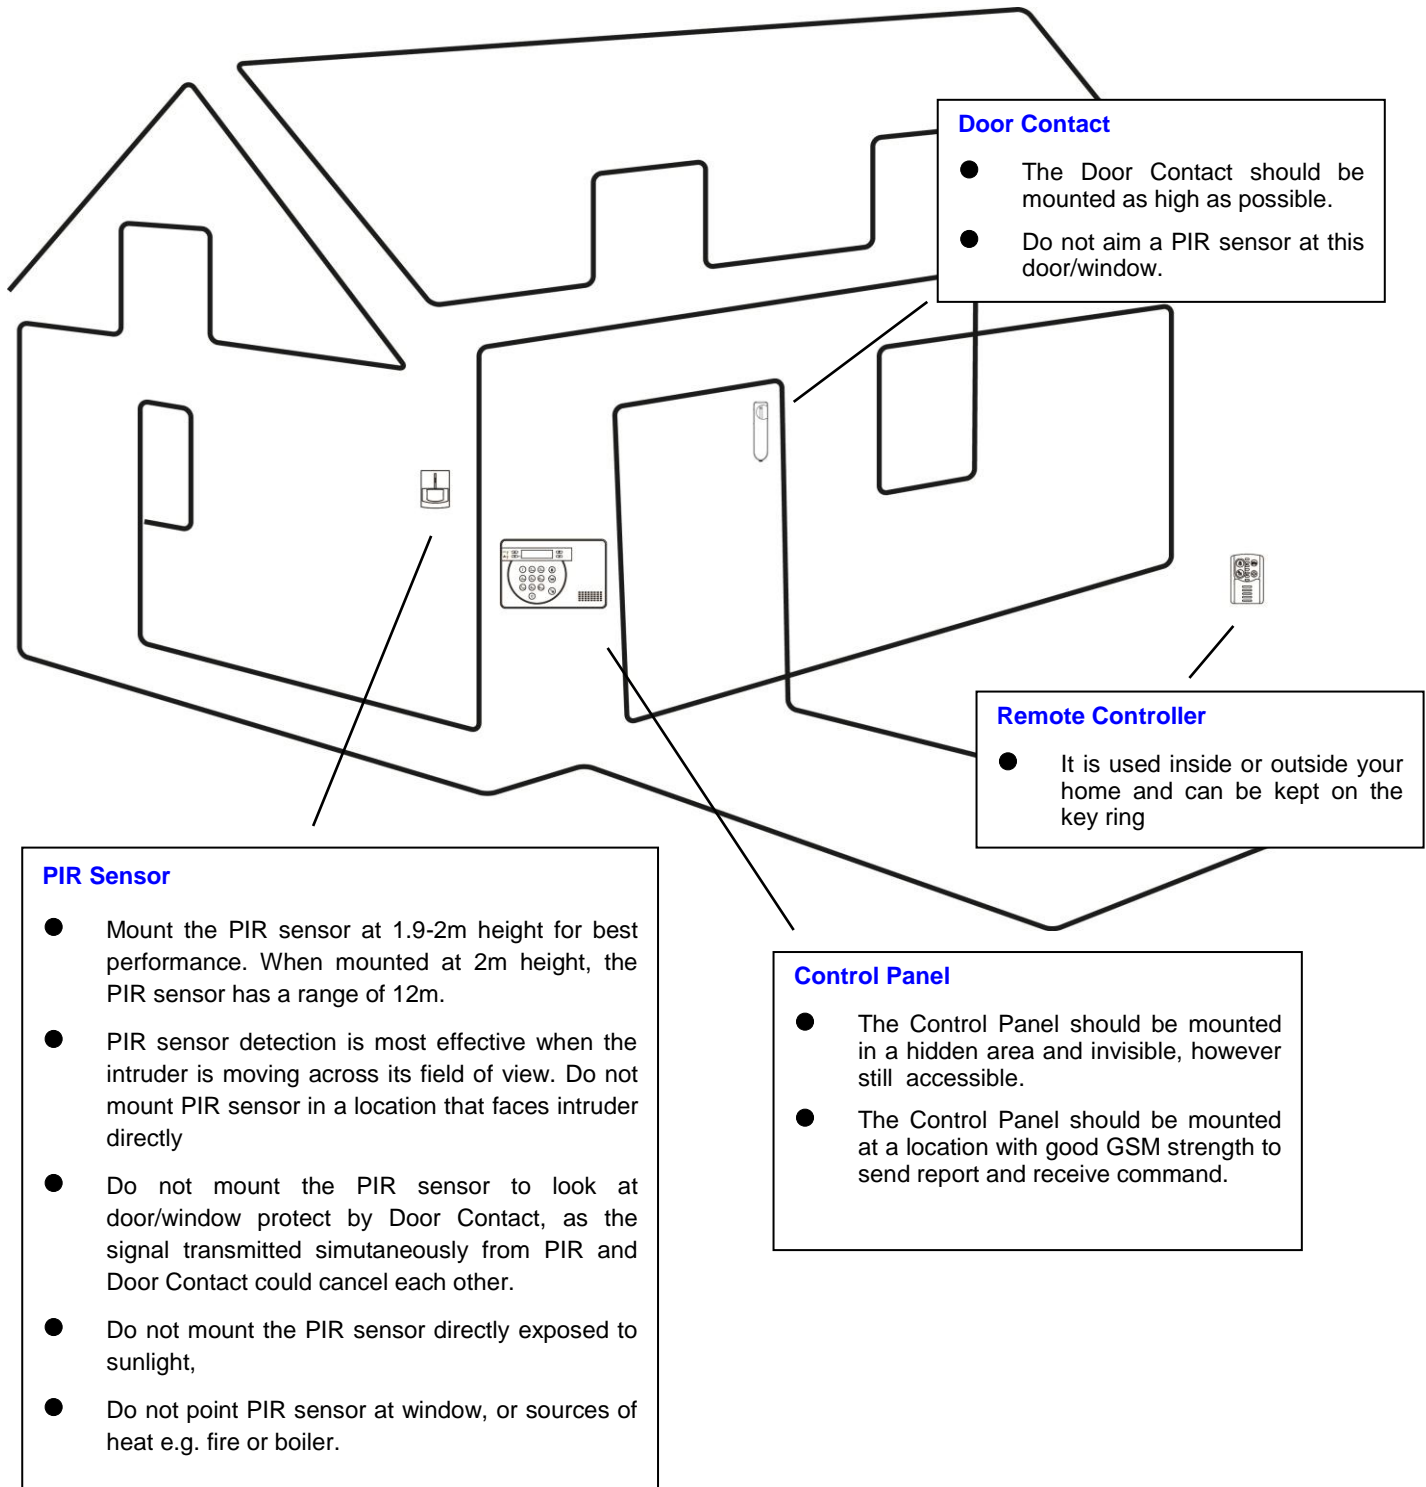 Door Contact
● The Door Contact should be
mounted as high as possible.
● Do not aim a PIR sensor at this
door/window.
Remote Controller
● It is used inside or outside your
home and can be kept on the
key ring
PIR Sensor
● Mount the PIR sensor at 1.9-2m height for best
performance. When mounted at 2m height, the
PIR sensor has a range of 12m.
● PIR sensor detection is most effective when the
intruder is moving across its field of view. Do not
mount PIR sensor in a location that faces intruder
directly
● Do not mount the PIR sensor to look at
door/window protect by Door Contact, as the
signal transmitted simutaneously from PIR and
Door Contact could cancel each other.
● Do not mount the PIR sensor directly exposed to
sunlight,
● Do not point PIR sensor at window, or sources of
heat e.g. fire or boiler.
Control Panel
● The Control Panel should be mounted
in a hidden area and invisible, however
still accessible.
● The Control Panel should be mounted
at a location with good GSM strength to
send report and receive command.